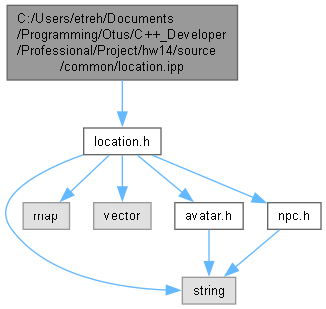 C:/Users/etreh/Documents
/Programming/Otus/C++_Developer
/Professional/Project/hw14/source
/common/location.ipp
location.h
map
vector
avatar.h
npc.h
string